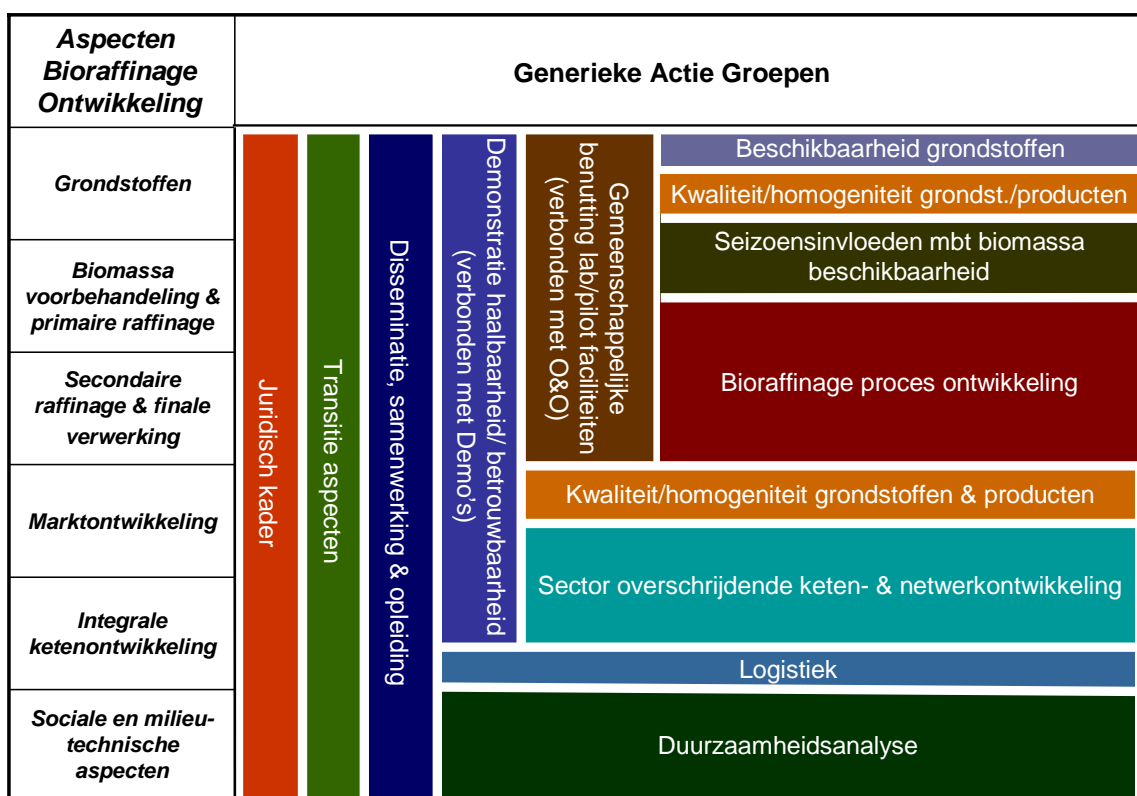 Aspecten
Bioraffinage
Ontwikkeling
Generieke Actie Groepen
Grondstoffen
Biomassa
voorbehandeling &
primaire raffinage
Secondaire
raffinage & finale
verwerking
Marktontwikkeling
Integrale
ketenontwikkeling
Sociale en milieu-
technische
aspecten
Juridisch kader
Transitie aspecten
Disseminatie, samenwerking & opleiding
Demonstratie haalbaarheid/ betrouwbaarheid
(verbonden met Demo's)
Gemeenschappelijke
benutting lab/pilot faciliteiten
(verbonden met O&O)
Beschikbaarheid grondstoffen
Kwaliteit/homogeniteit grondst./producten
Seizoensinvloeden mbt biomassa
beschikbaarheid
Bioraffinage proces ontwikkeling
Kwaliteit/homogeniteit grondstoffen & producten
Sector overschrijdende keten- & netwerkontwikkeling
Logistiek
Duurzaamheidsanalyse